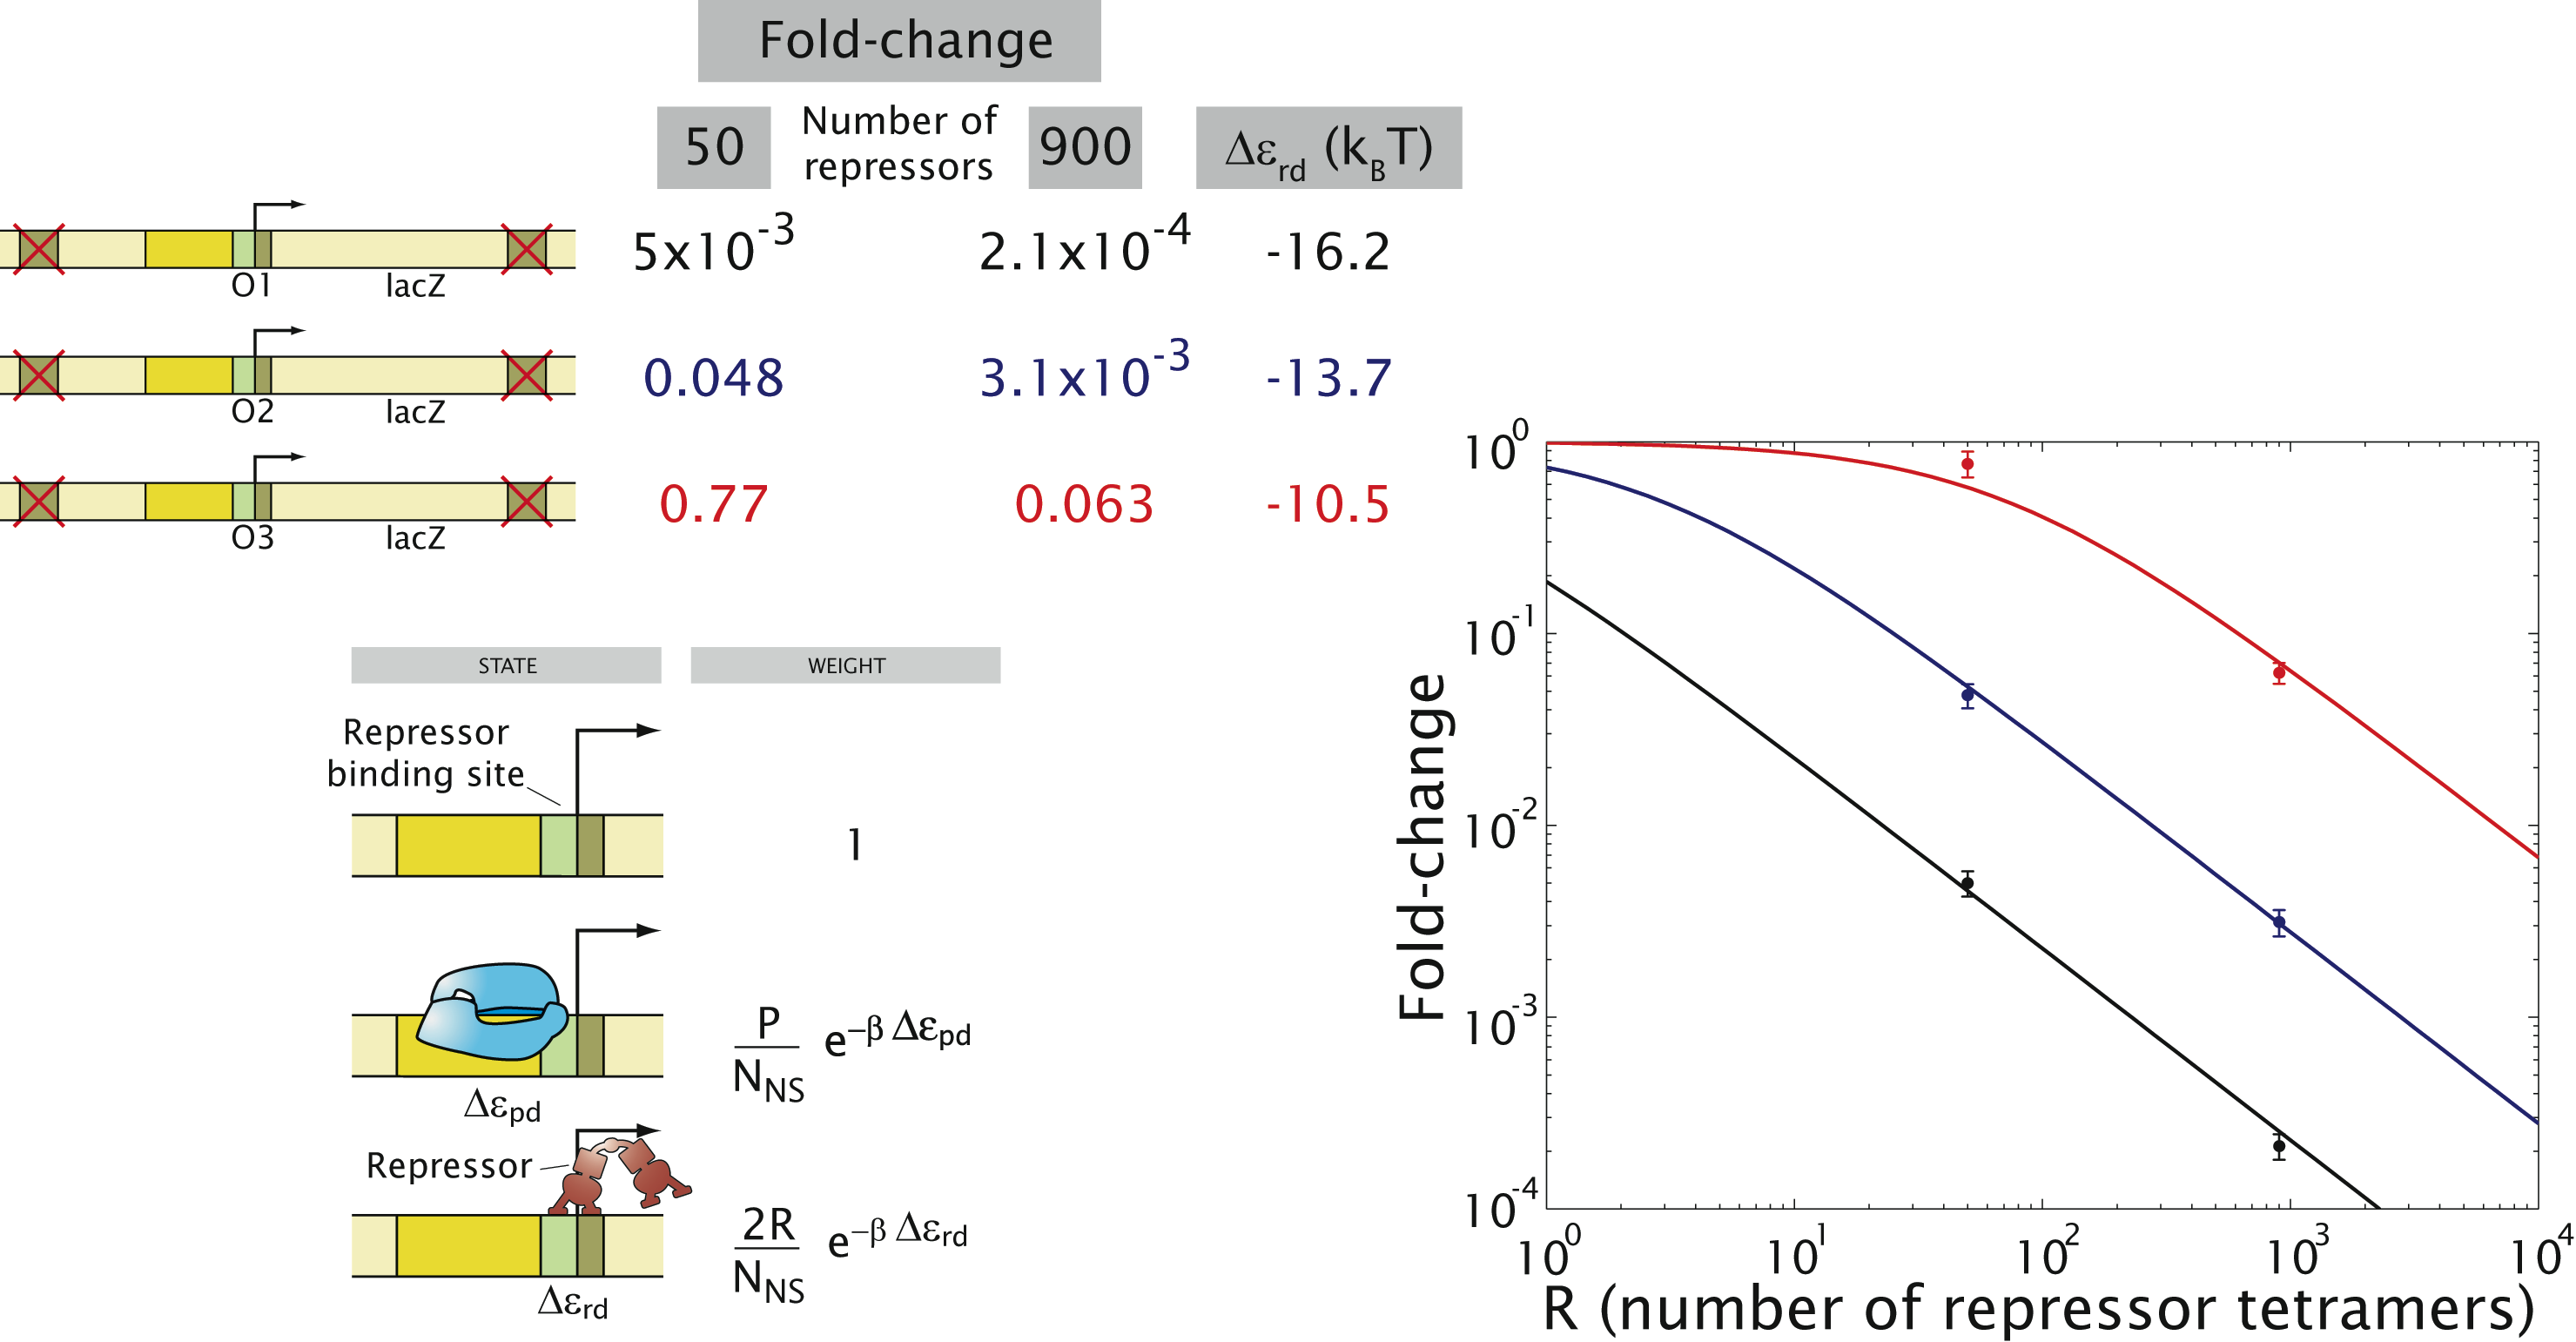 Fold-change
50 Number of repressors 900 Δε_rd (k_BT)
5x10^-3 2.1x10^-4 -16.2
O1 lacZ
0.048 3.1x10^-3 -13.7
O2 lacZ
0.77 0.063 -10.5
O3 lacZ
STATE WEIGHT
Repressor
binding site
1
P/N_NS e^–β Δε_pd
Δε_pd
Repressor
2R/N_NS e^–β Δε_rd
Δε_rd
Fold-change
10^0
10^-1
10^-2
10^-3
10^-4
10^0 10^1 10^2 10^3 10^4
R (number of repressor tetramers)